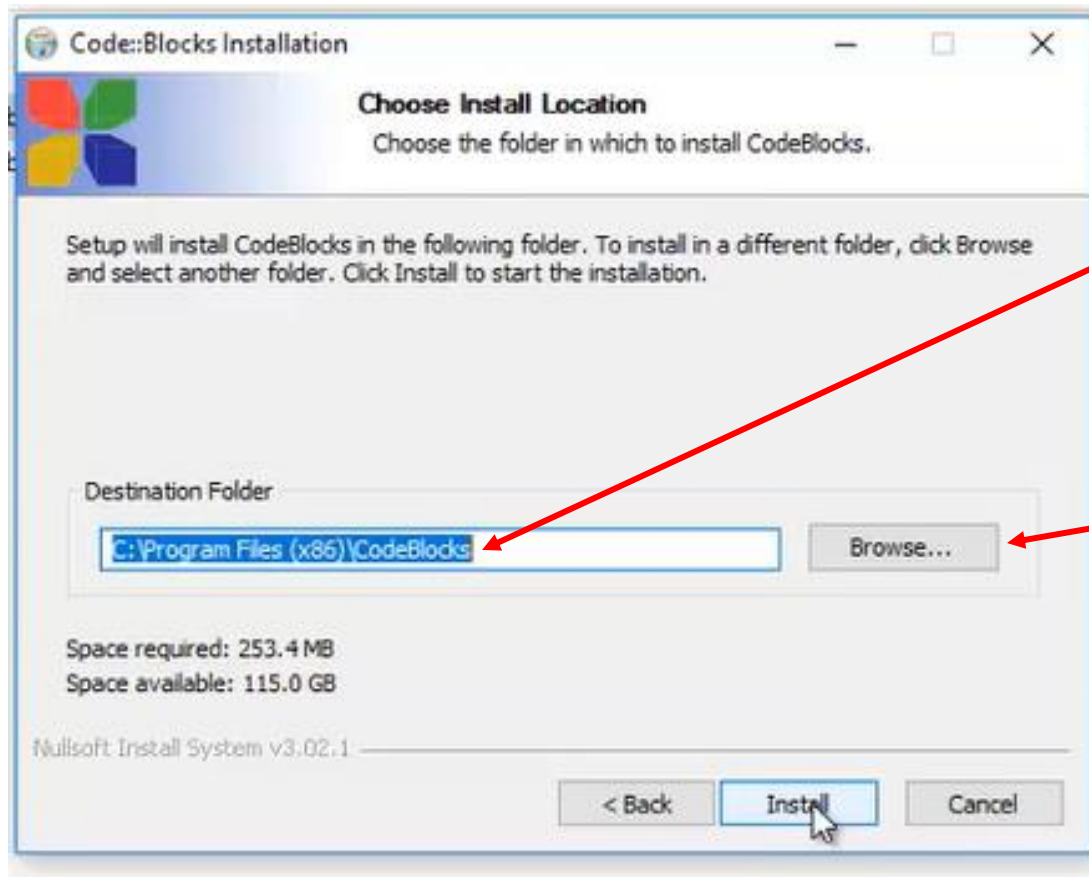 Code::Blocks Installation
Choose Install Location
Choose the folder in which to install CodeBlocks.
Setup will install CodeBlocks in the following folder. To install in a different folder, click Browse
and select another folder. Click Install to start the installation.
Destination Folder
C:\Program Files (x86)\CodeBlocks
Browse...
Space required: 253.4 MB
Space available: 115.0 GB
Nullsoft Install System v3.02.1
< Back Install Cancel